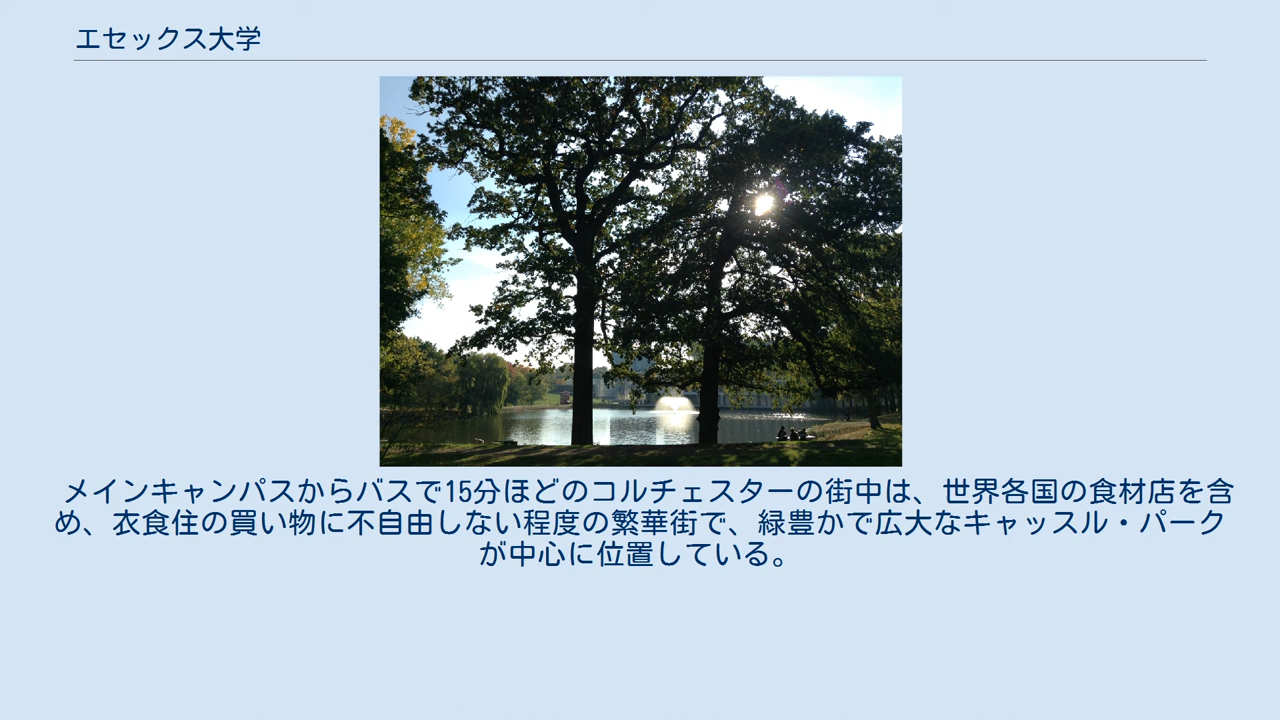 エセックス大学
メインキャンパスからバスで15分ほどのコルチェスターの街中は、世界各国の食材店を含
め、衣食住の買い物に不自由しない程度の繁華街で、緑豊かで広大なキャッスル・パーク
が中心に位置している。